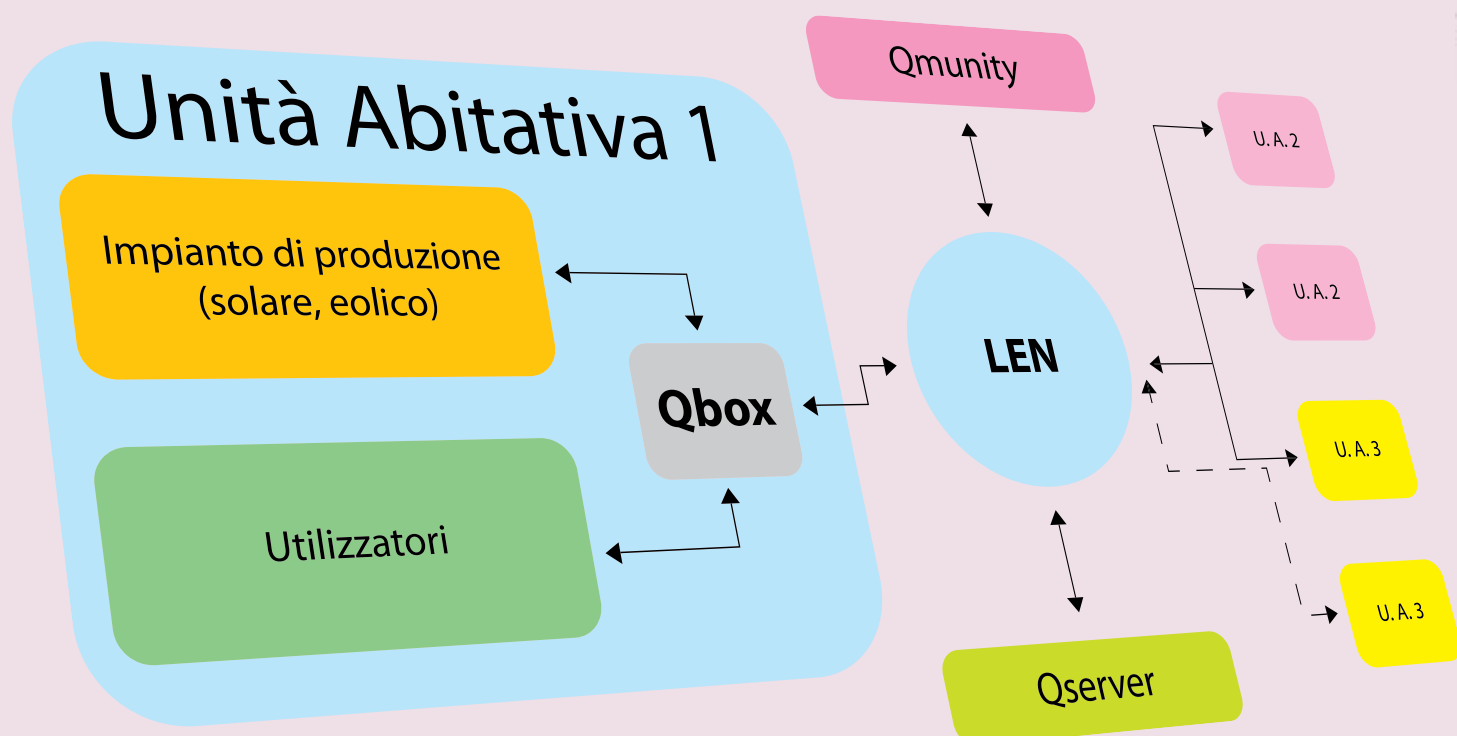 Unità Abitativa 1
Impianto di produzione
(solare, eolico)
Qbox
Utilizzatori
Qmunity
LEN
Qserver
U.A.2
U.A.2
U.A.3
U.A.3